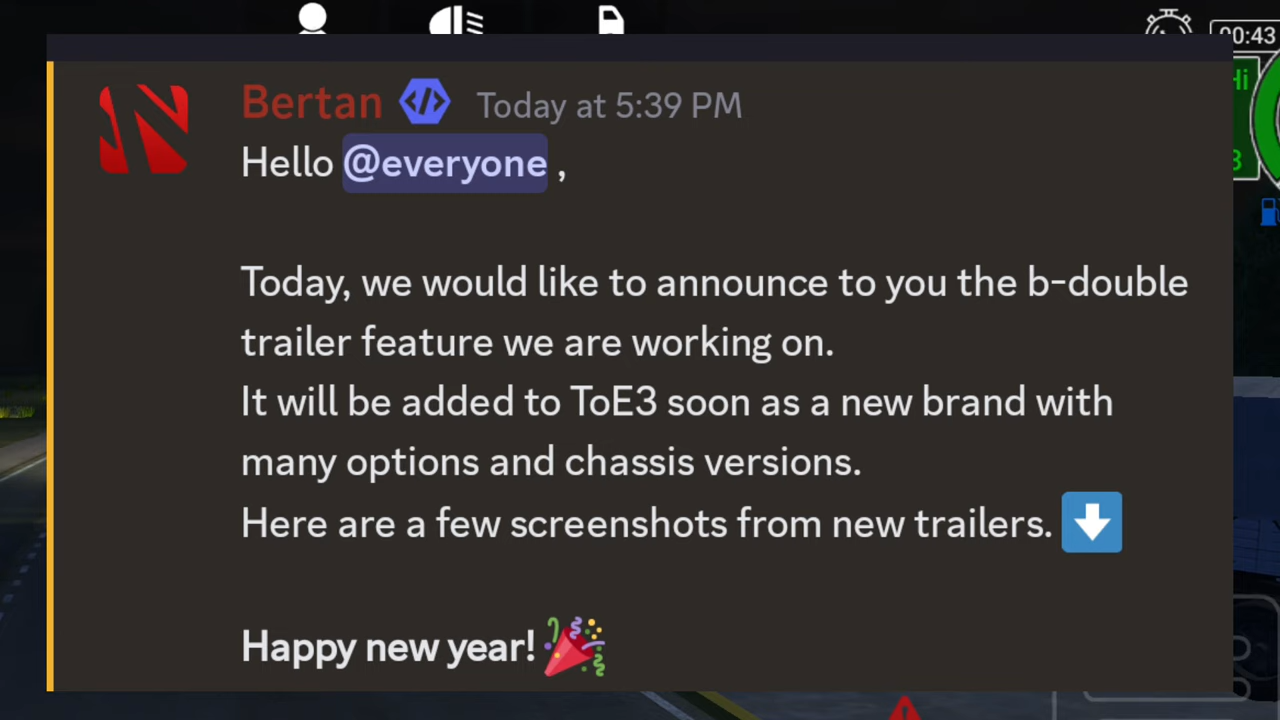 00:43
Hi
Bertan Today at 5:39 PM
Hello @everyone ,
Today, we would like to announce to you the b-double
trailer feature we are working on.
It will be added to ToE3 soon as a new brand with
many options and chassis versions.
Here are a few screenshots from new trailers.
Happy new year!